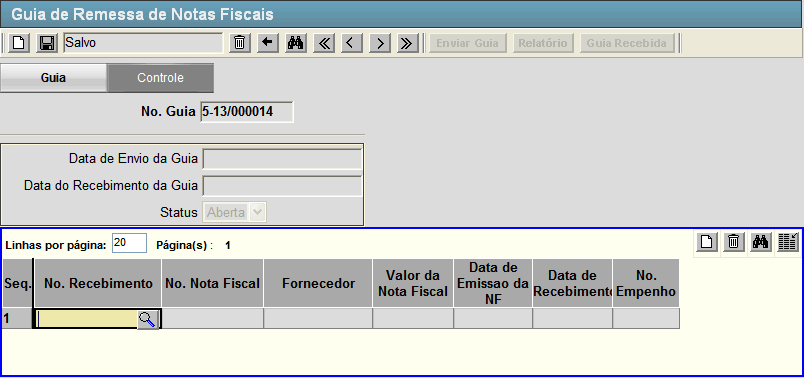 Guia de Remessa de Notas Fiscais
Salvo
Enviar Guia Relatório Guia Recebida
Guia Controle
No. Guia 5-13/000014
Data de Envio da Guia
Data do Recebimento da Guia
Status Aberta
Linhas por página: 20 Página(s) : 1
Seq. No. Recebimento No. Nota Fiscal Fornecedor Valor da Nota Fiscal Data de Emissao da NF Data de Recebimento No. Empenho
1